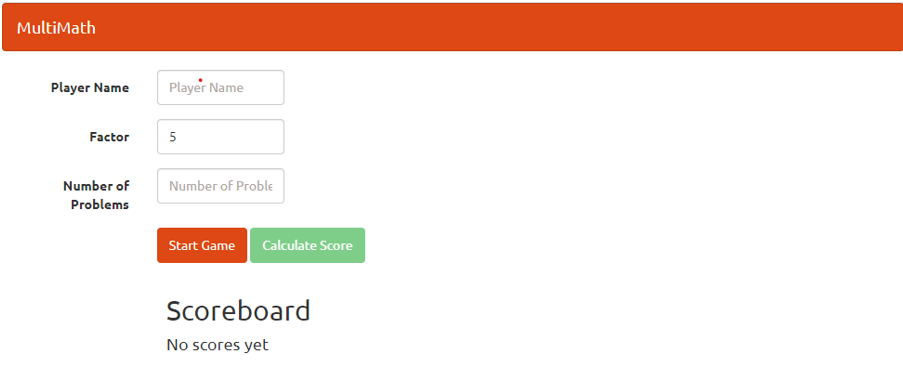 MultiMath
Player Name
Player Name
Factor
5
Number of
Problems
Number of Proble
Start Game
Calculate Score
Scoreboard
No scores yet